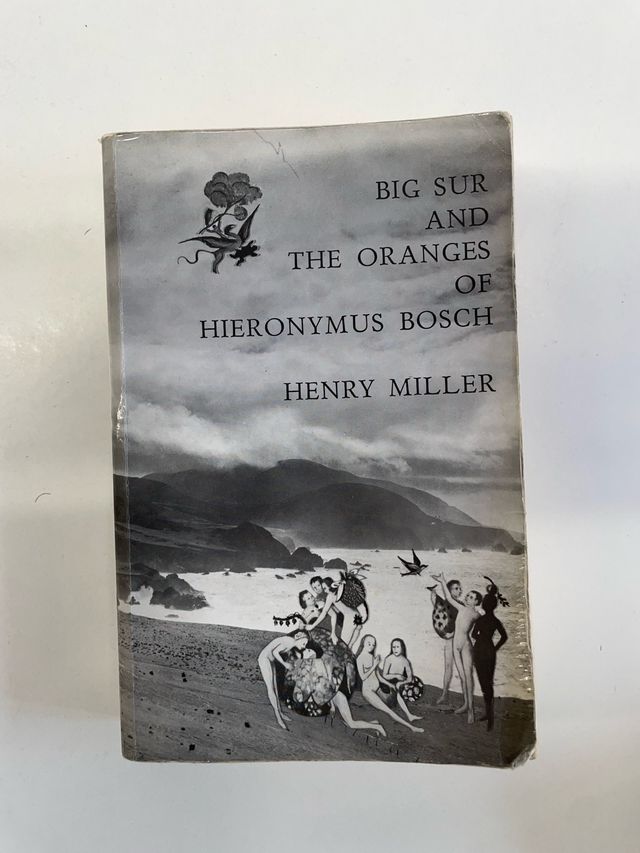 BIG SUR
AND
THE ORANGES
OF
HIERONYMUS BOSCH
HENRY MILLER